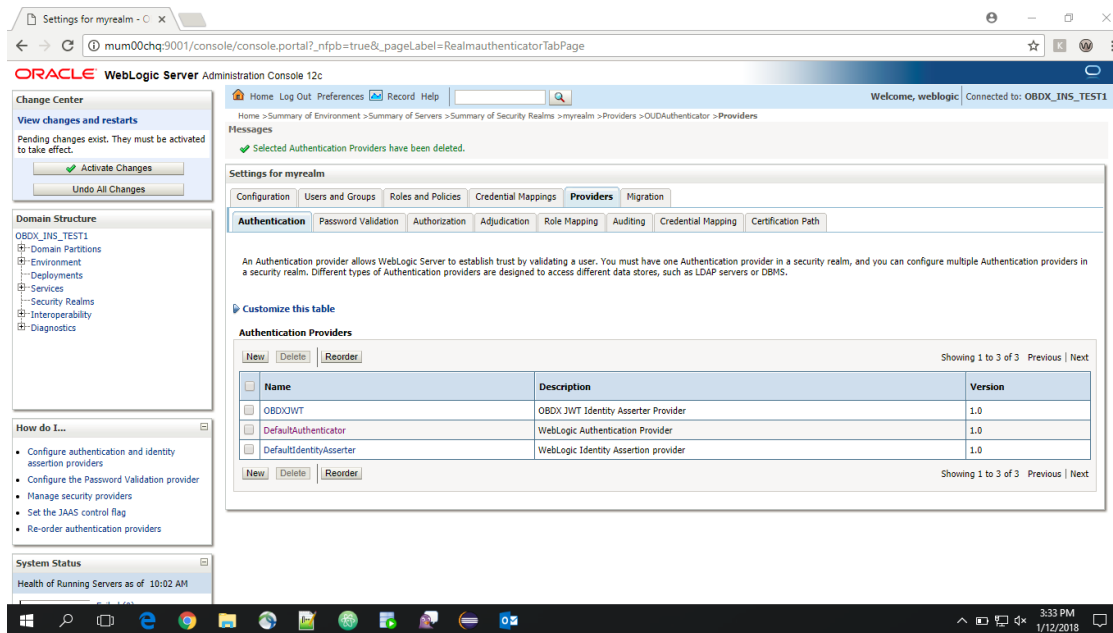 Settings for myrealm - O
mum00chq:9001/console/console.portal?_nfpb=true&_pageLabel=RealmauthenticatorTabPage
ORACLE WebLogic Server Administration Console 12c
Change Center
View changes and restarts
Pending changes exist. They must be activated
to take effect.
Activate Changes
Undo All Changes
Domain Structure
OBDX_INS_TEST1
Domain Partitions
Environment
Deployments
Services
Security Realms
Interoperability
Diagnostics
How do I...
Configure authentication and identity
assertion providers
Configure the Password Validation provider
Manage security providers
Set the JAAS control flag
Re-order authentication providers
System Status
Health of Running Servers as of 10:02 AM
Home Log Out Preferences Record Help
Welcome, weblogic Connected to: OBDX_INS_TEST1
Home >Summary of Environment >Summary of Servers >Summary of Security Realms >myrealm >Providers >OUDAuthenticator >Providers
Messages
Selected Authentication Providers have been deleted.
Settings for myrealm
Configuration Users and Groups Roles and Policies Credential Mappings Providers Migration
Authentication Password Validation Authorization Adjudication Role Mapping Auditing Credential Mapping Certification Path
An Authentication provider allows WebLogic Server to establish trust by validating a user. You must have one Authentication provider in a security realm, and you can configure multiple Authentication providers in
a security realm. Different types of Authentication providers are designed to access different data stores, such as LDAP servers or DBMS.
Customize this table
Authentication Providers
New Delete Reorder Showing 1 to 3 of 3 Previous | Next
Name Description Version
OBDXJWT OBDX JWT Identity Asserter Provider 1.0
DefaultAuthenticator WebLogic Authentication Provider 1.0
DefaultIdentityAsserter WebLogic Identity Assertion provider 1.0
New Delete Reorder Showing 1 to 3 of 3 Previous | Next
3:33 PM
1/12/2018